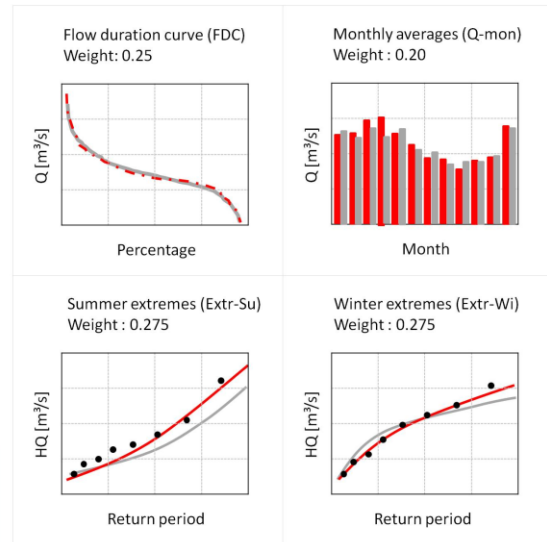 Flow duration curve (FDC)
Weight: 0.25
Q [m³/s]
Percentage
Monthly averages (Q-mon)
Weight : 0.20
Q [m³/s]
Month
Summer extremes (Extr-Su)
Weight : 0.275
HQ [m³/s]
Return period
Winter extremes (Extr-Wi)
Weight : 0.275
HQ [m³/s]
Return period